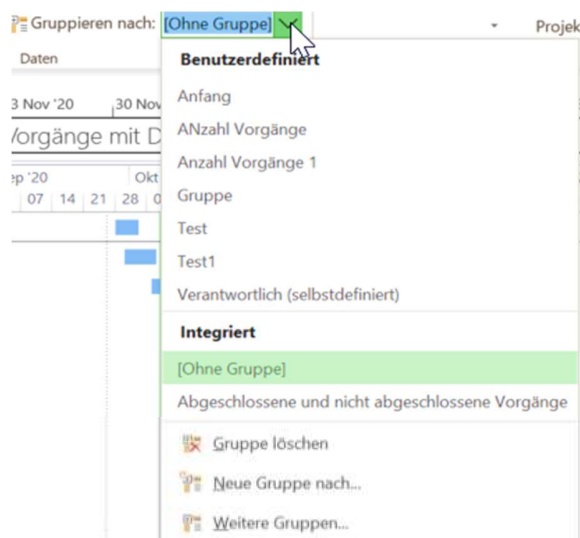 Gruppieren nach: [Ohne Gruppe]
Projek
Daten
Benutzerdefiniert
3 Nov '20 30 Nov
Anfang
Vorgänge mit D
ANzahl Vorgänge
Anzahl Vorgänge 1
ep '20 Okt
07 14 21 28 0
Gruppe
Test
Test1
Verantwortlich (selbstdefiniert)
Integriert
[Ohne Gruppe]
Abgeschlossene und nicht abgeschlossene Vorgänge
Gruppe löschen
Neue Gruppe nach...
Weitere Gruppen...